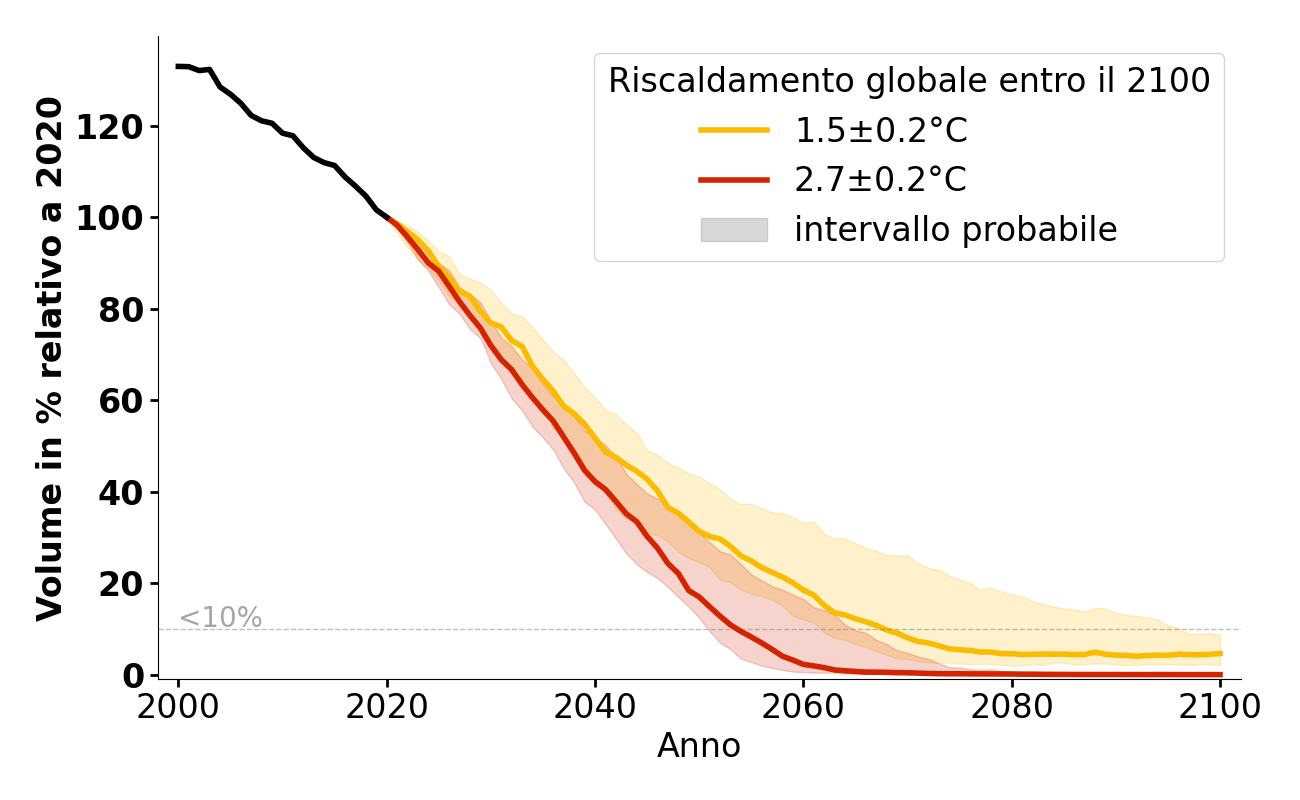 Riscaldamento globale entro il 2100
1.5±0.2°C
2.7±0.2°C
intervallo probabile
Volume in % relativo a 2020
120
100
80
60
40
20
0
<10%
2000
2020
2040
2060
2080
2100
Anno